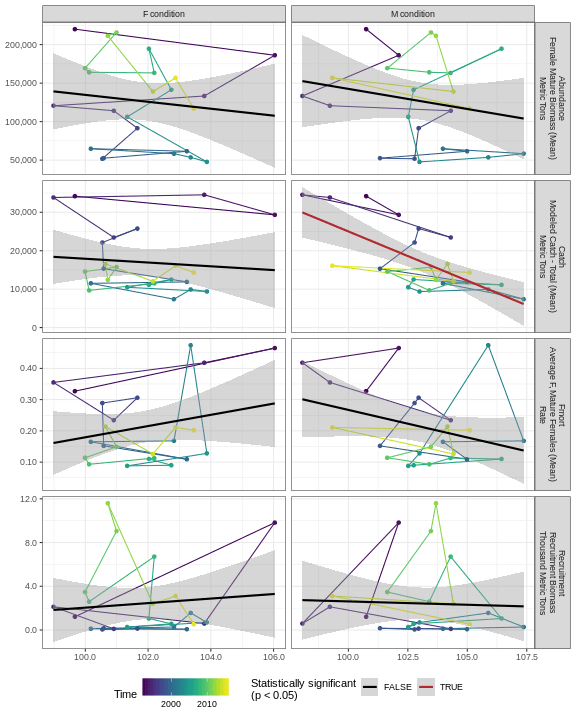 F condition
M condition
200,000
150,000
100,000
50,000
Abundance
Female Mature Biomass (Mean)
Metric Tons
30,000
20,000
10,000
0
Catch
Modeled Catch - Total (Mean)
Metric Tons
0.40
0.30
0.20
0.10
Fmort
Average F, Mature Females (Mean)
Rate
12.0
8.0
4.0
0.0
Recruitment
Recruitment Biomass
Thousand Metric Tons
100.0 102.0 104.0 106.0 100.0 102.5 105.0 107.5
Time
2000 2010
Statistically significant
(p < 0.05)
FALSE TRUE